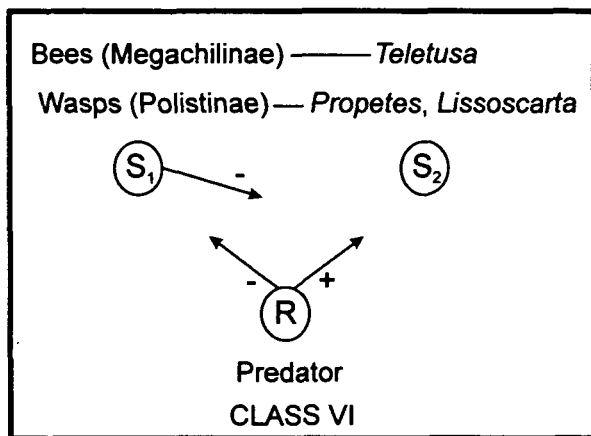 Bees (Megachilinae) —— Teletusa
Wasps (Polistinae) — Propetes, Lissoscarta
S₁ - S₂
- +
R
Predator
CLASS VI